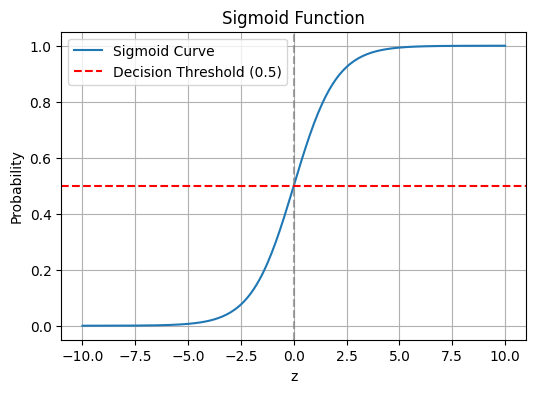 Sigmoid Function
Sigmoid Curve
Decision Threshold (0.5)
Probability
1.0
0.8
0.6
0.4
0.2
0.0
−10.0 −7.5 −5.0 −2.5 0.0 2.5 5.0 7.5 10.0
z